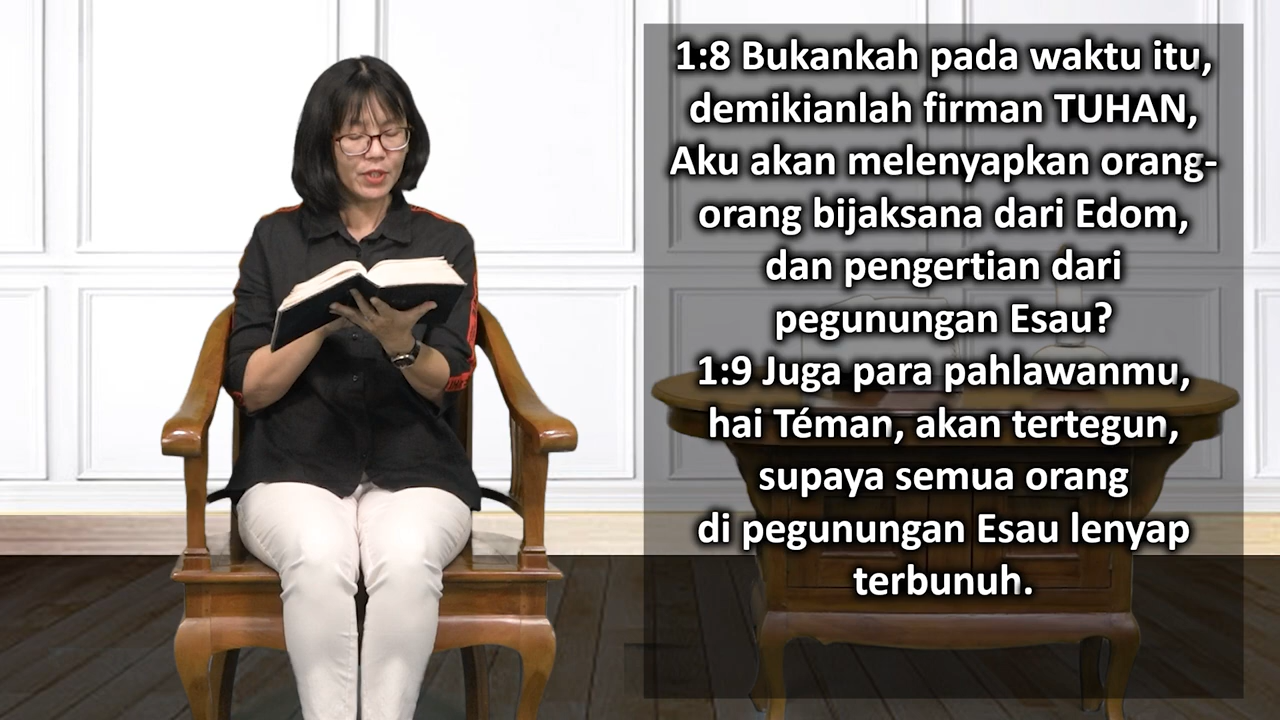 1:8 Bukankah pada waktu itu,
demikianlah firman TUHAN,
Aku akan melenyapkan orang-
orang bijaksana dari Edom,
dan pengertian dari
pegunungan Esau?
1:9 Juga para pahlawanmu,
hai Téman, akan tertegun,
supaya semua orang
di pegunungan Esau lenyap
terbunuh.